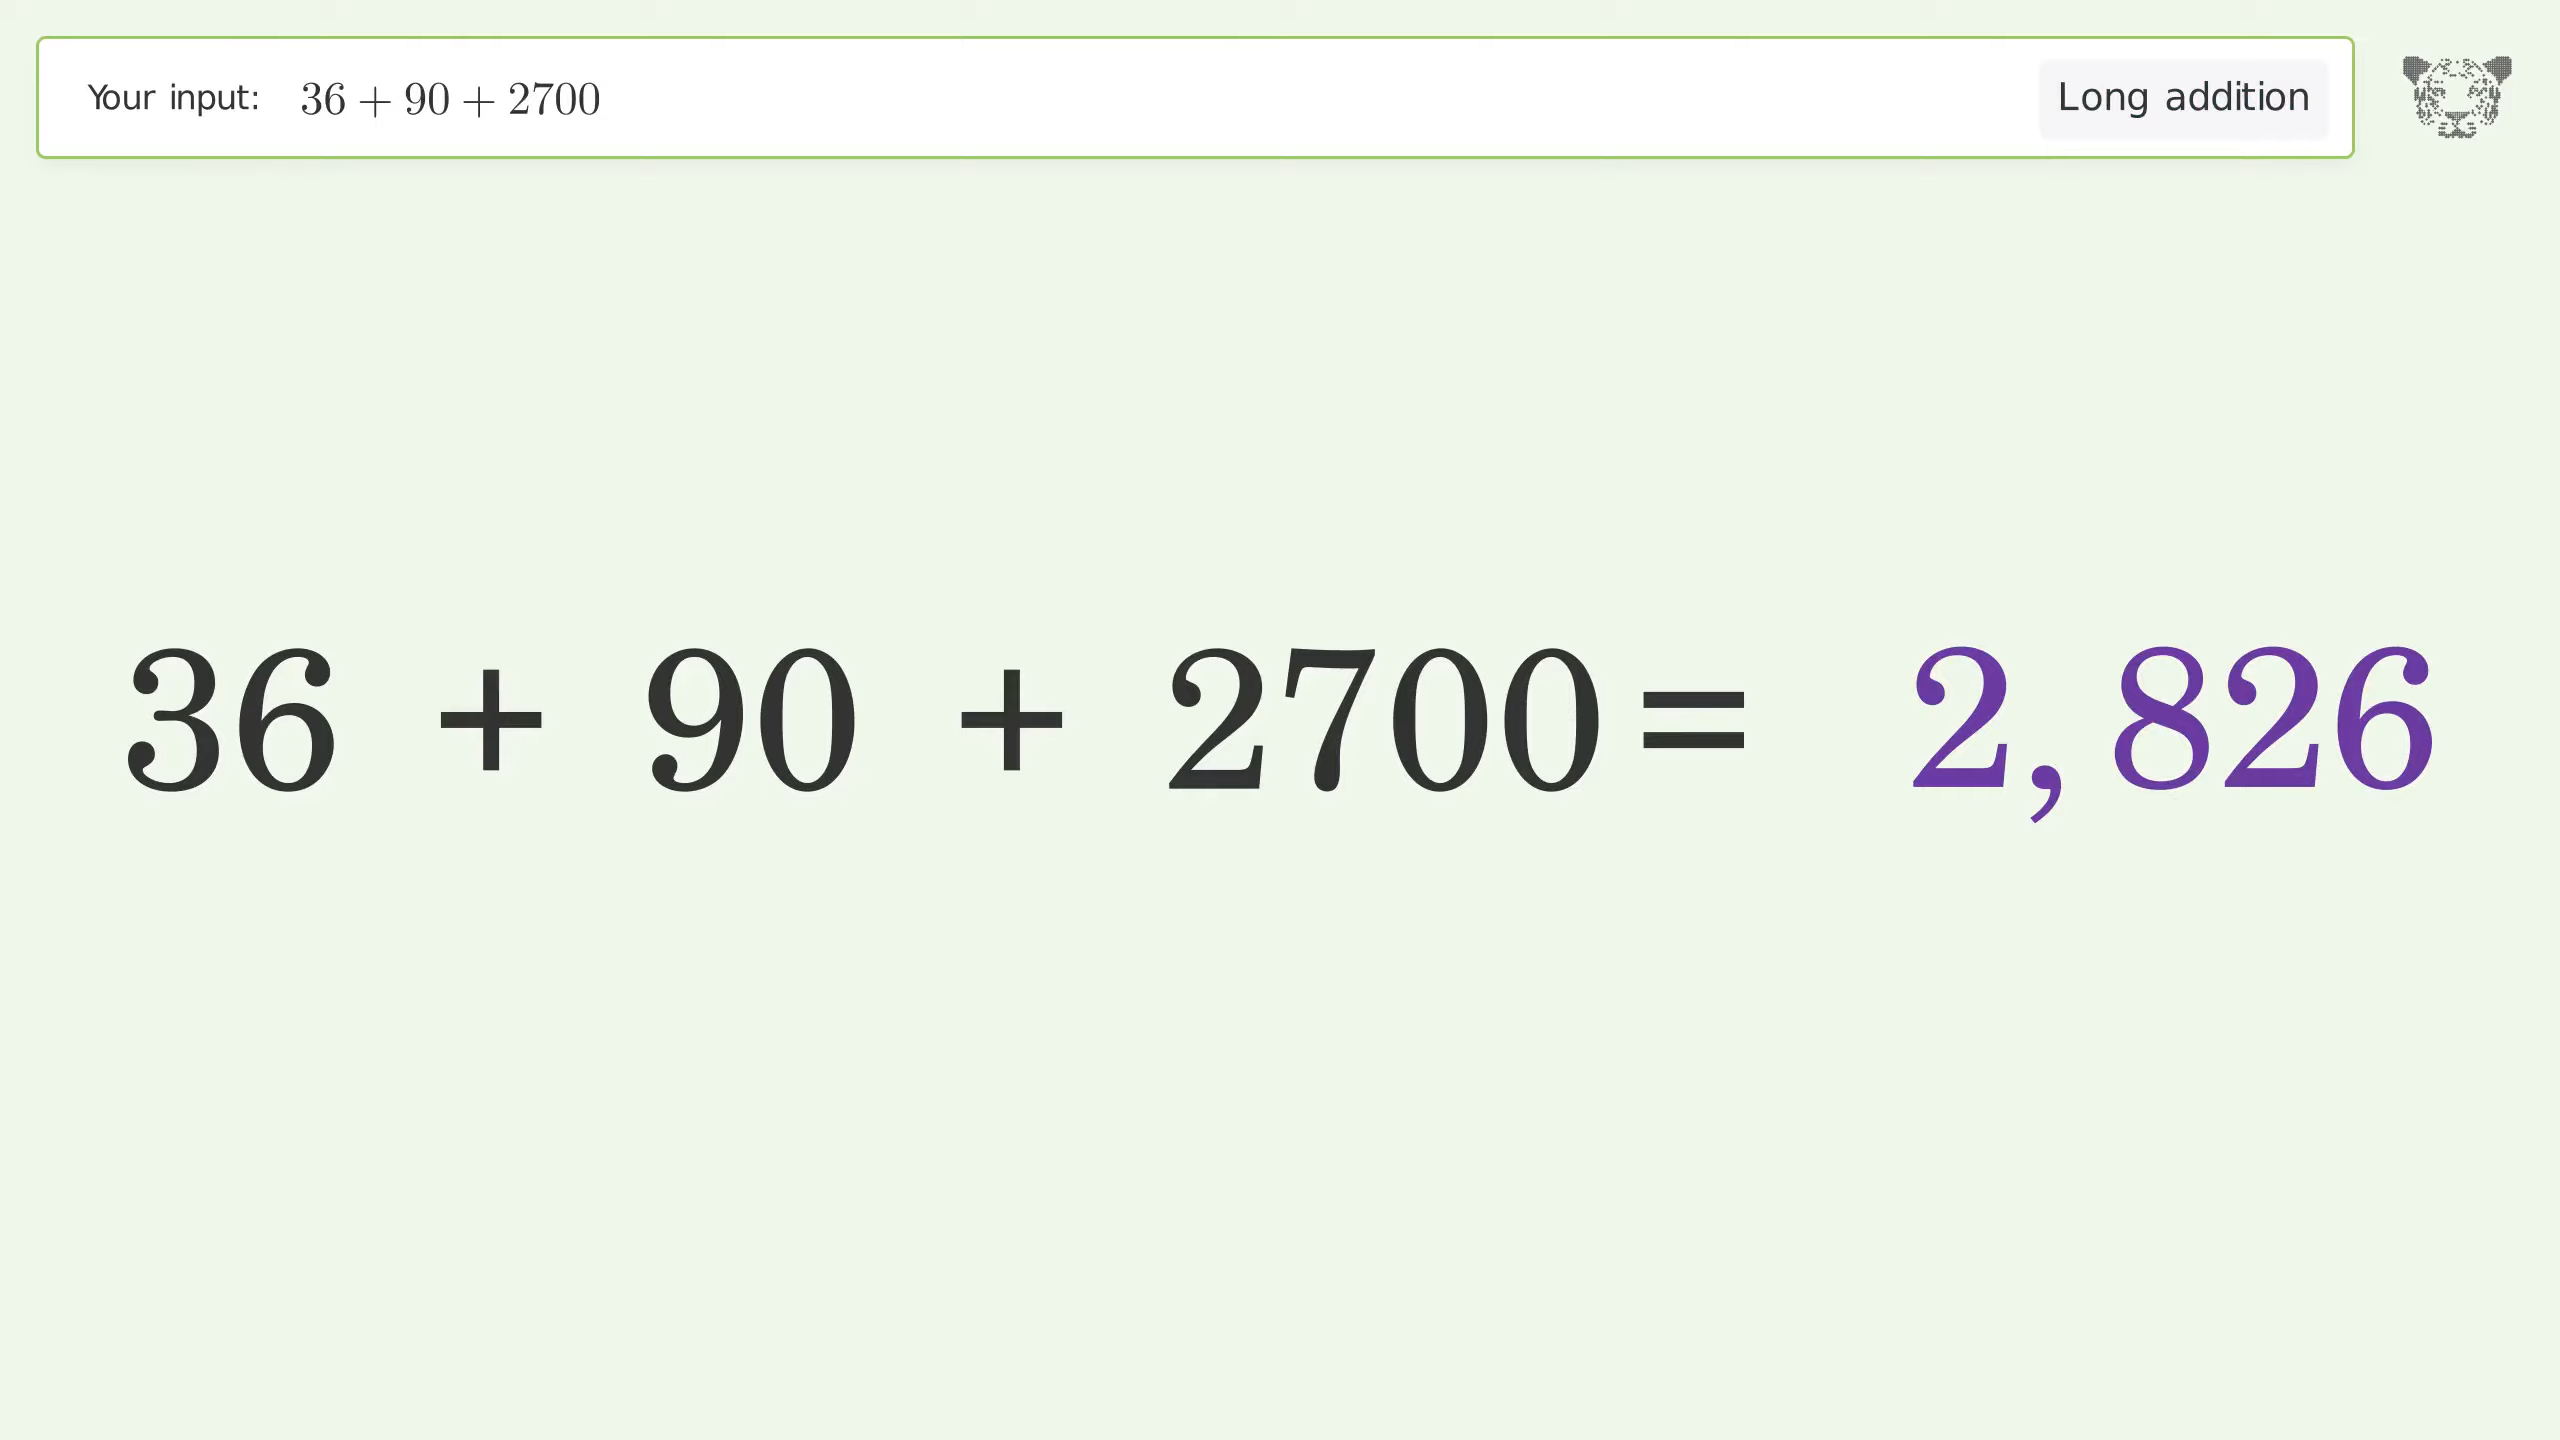 Your input: 36 + 90 + 2700 Long addition
36 + 90 + 2700 = 2,826